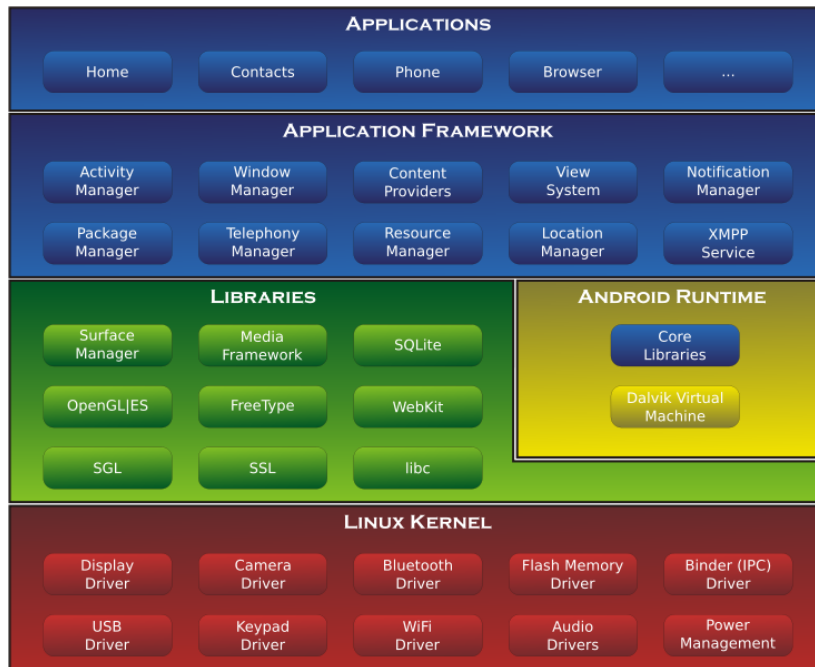 APPLICATIONS
Home
Contacts
Phone
Browser
...
APPLICATION FRAMEWORK
Activity
Manager
Window
Manager
Content
Providers
View
System
Notification
Manager
Package
Manager
Telephony
Manager
Resource
Manager
Location
Manager
XMPP
Service
LIBRARIES
Surface
Manager
Media
Framework
SQLite
OpenGL|ES
FreeType
WebKit
SGL
SSL
libc
ANDROID RUNTIME
Core
Libraries
Dalvik Virtual
Machine
LINUX KERNEL
Display
Driver
Camera
Driver
Bluetooth
Driver
Flash Memory
Driver
Binder (IPC)
Driver
USB
Driver
Keypad
Driver
WiFi
Driver
Audio
Drivers
Power
Management